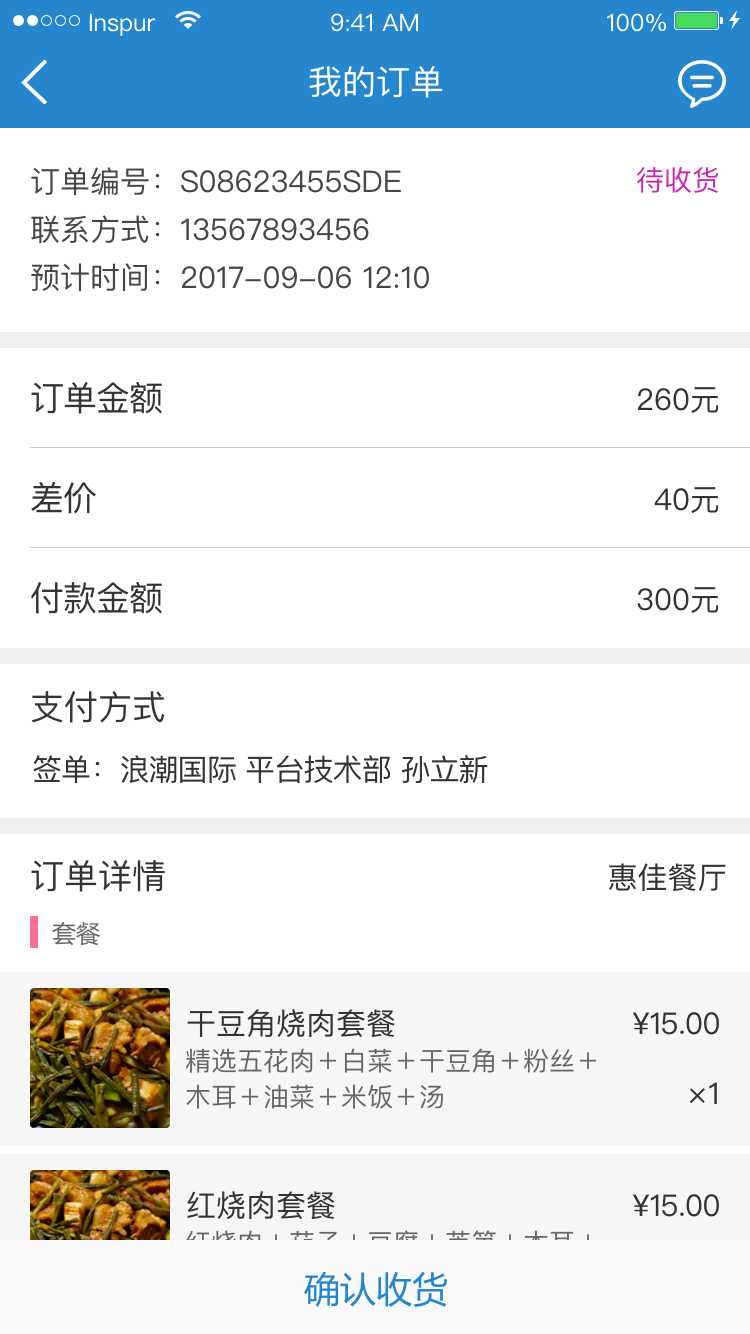 Inspur 9:41 AM 100%
我的订单
订单编号：S08623455SDE 待收货
联系方式：13567893456
预计时间：2017-09-06 12:10
订单金额 260元
差价 40元
付款金额 300元
支付方式
签单：浪潮国际 平台技术部 孙立新
订单详情 惠佳餐厅
套餐
干豆角烧肉套餐 ¥15.00
精选五花肉＋白菜＋干豆角＋粉丝＋
木耳＋油菜＋米饭＋汤
×1
红烧肉套餐 ¥15.00
确认收货